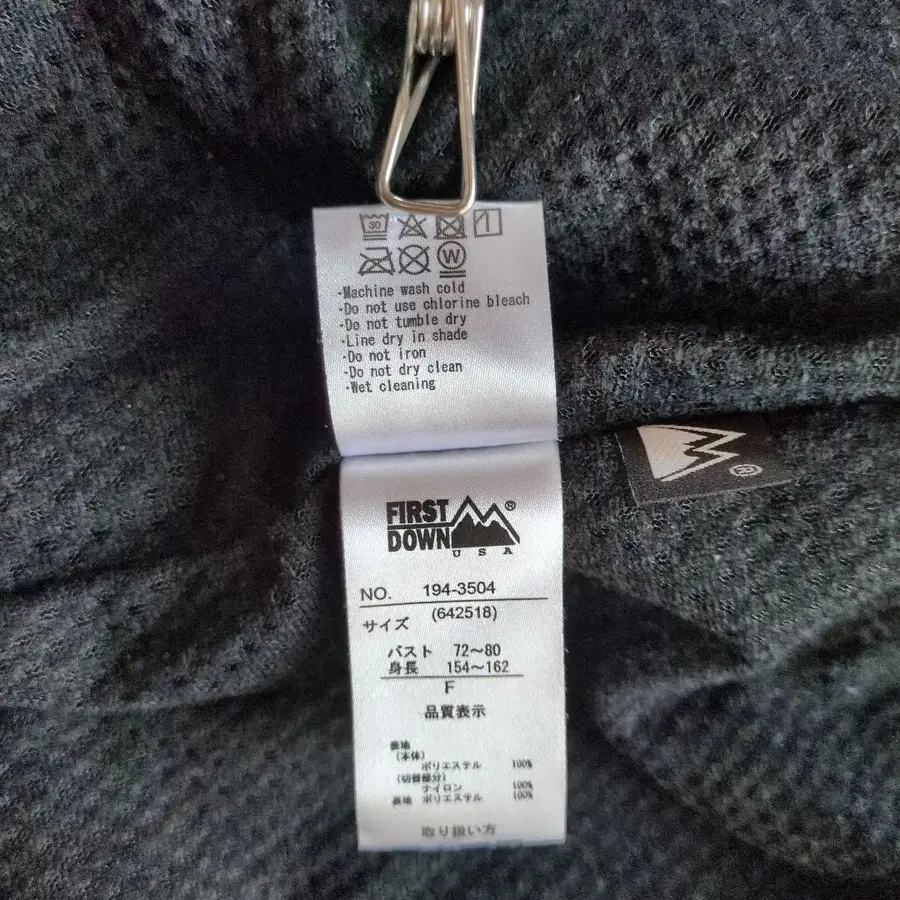 30
W
·Machine wash cold
·Do not use chlorine bleach
·Do not tumble dry
·Line dry in shade
·Do not iron
·Do not dry clean
·Wet cleaning
®
FIRST ®
DOWN
USA
NO. 194-3504
(642518)
サイズ
バスト 72～80
身長 154～162
F
品質表示
表地
(本体)
ポリエステル 100%
(切替部分)
ナイロン 100%
裏地 ポリエステル 100%
取り扱い方